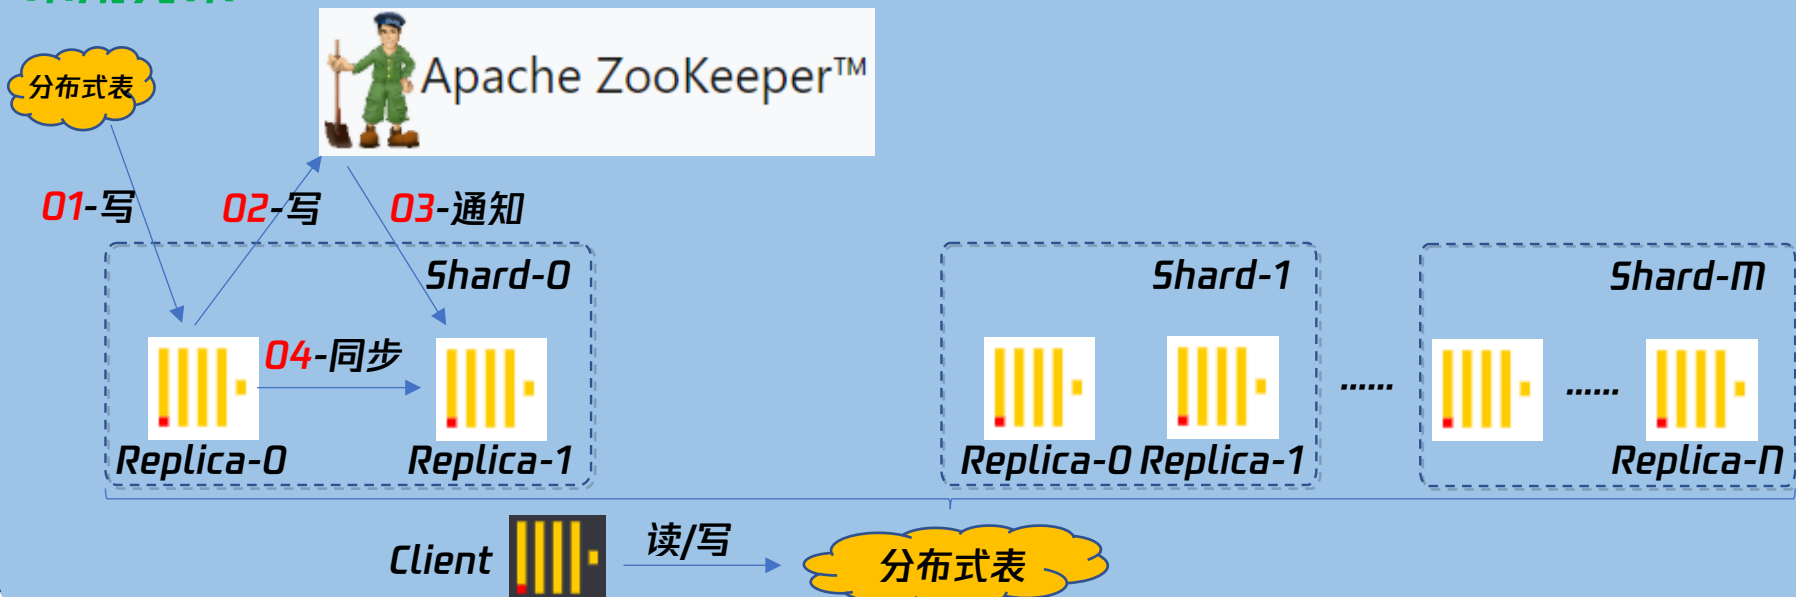 分布式表
Apache ZooKeeper™
01-写
02-写
03-通知
Shard-0
Shard-1
Shard-M
04-同步
......
......
Replica-0
Replica-1
Replica-0
Replica-1
Replica-N
Client
读/写
分布式表